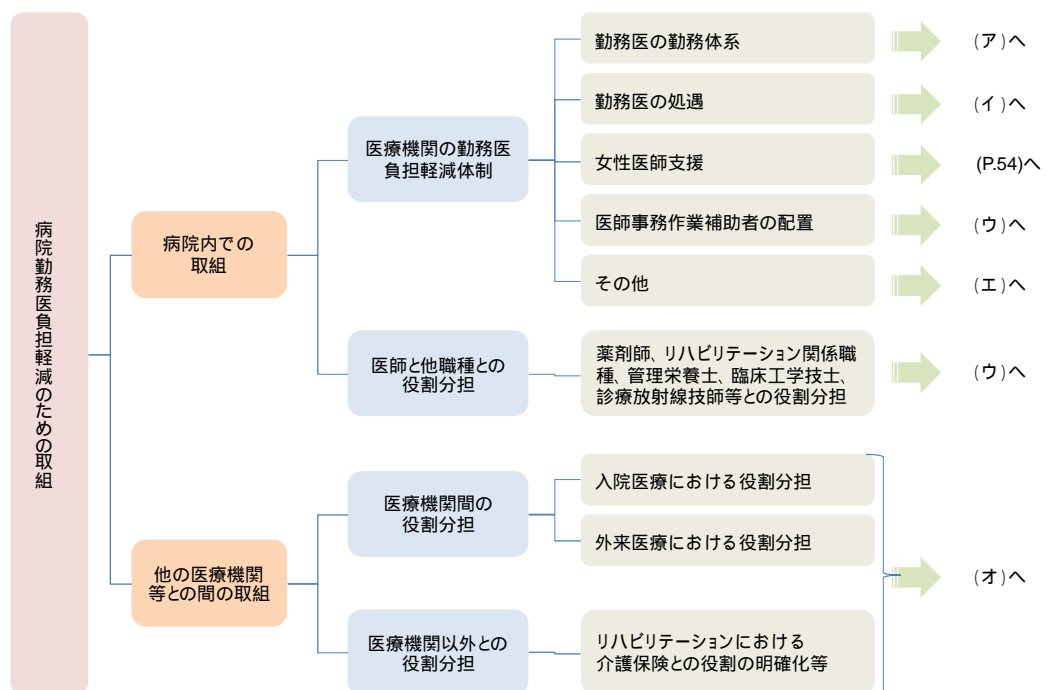 病院勤務医負担軽減のための取組
病院内での
取組
医療機関の勤務医
負担軽減体制
勤務医の勤務体系
(ア)へ
勤務医の処遇
(イ)へ
女性医師支援
(P.54)へ
医師事務作業補助者の配置
(ウ)へ
その他
(エ)へ
医師と他職種との
役割分担
薬剤師、リハビリテーション関係職
種、管理栄養士、臨床工学技士、
診療放射線技師等との役割分担
(ウ)へ
他の医療機関
等との間の取組
医療機関間の
役割分担
入院医療における役割分担
外来医療における役割分担
医療機関以外との
役割分担
リハビリテーションにおける
介護保険との役割の明確化等
(オ)へ